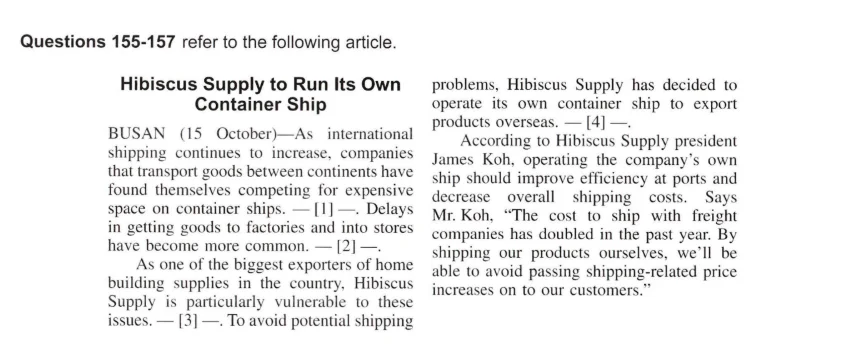 Questions 155-157 refer to the following article.
Hibiscus Supply to Run Its Own
Container Ship
BUSAN (15 October)—As international
shipping continues to increase, companies
that transport goods between continents have
found themselves competing for expensive
space on container ships. — [1] —. Delays
in getting goods to factories and into stores
have become more common. — [2] —.
As one of the biggest exporters of home
building supplies in the country, Hibiscus
Supply is particularly vulnerable to these
issues. — [3] —. To avoid potential shipping
problems, Hibiscus Supply has decided to
operate its own container ship to export
products overseas. — [4] —.
According to Hibiscus Supply president
James Koh, operating the company's own
ship should improve efficiency at ports and
decrease overall shipping costs. Says
Mr. Koh, “The cost to ship with freight
companies has doubled in the past year. By
shipping our products ourselves, we'll be
able to avoid passing shipping-related price
increases on to our customers.”